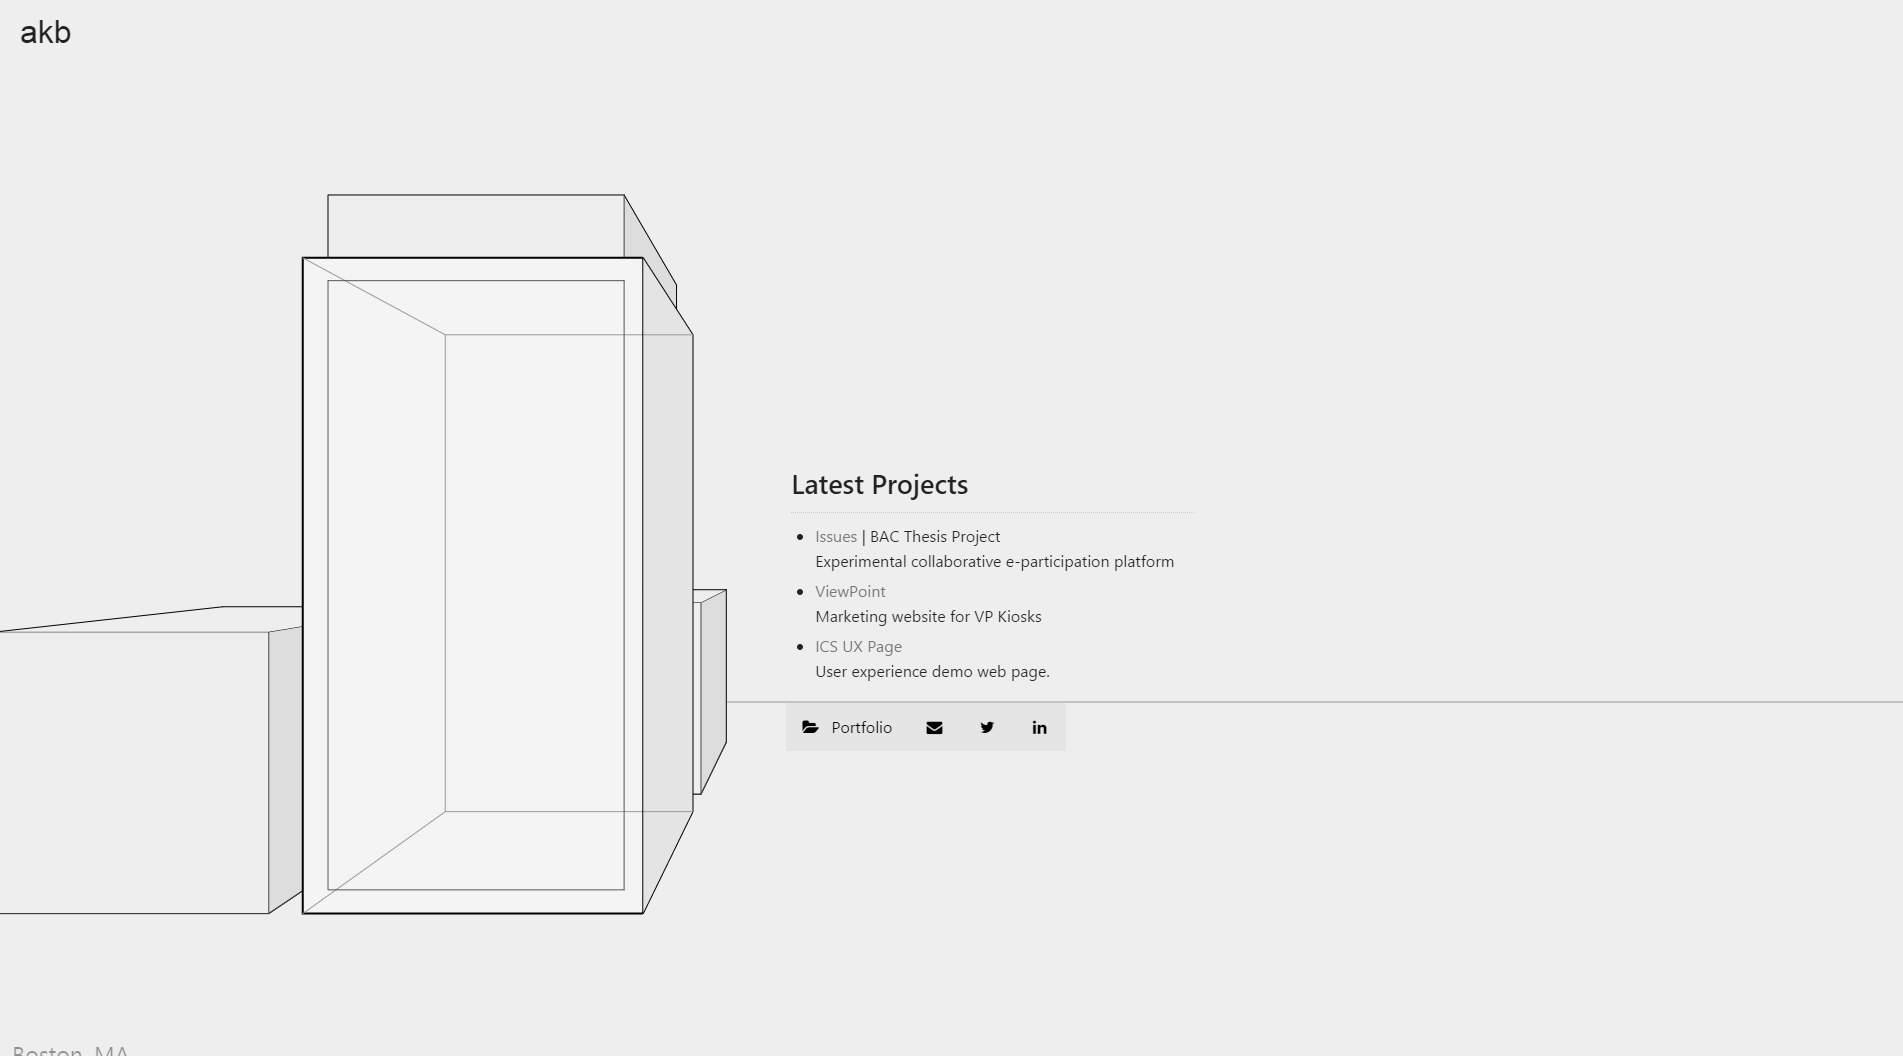 akb
Latest Projects
Issues | BAC Thesis Project
Experimental collaborative e-participation platform
ViewPoint
Marketing website for VP Kiosks
ICS UX Page
User experience demo web page.
Portfolio
Boston, MA